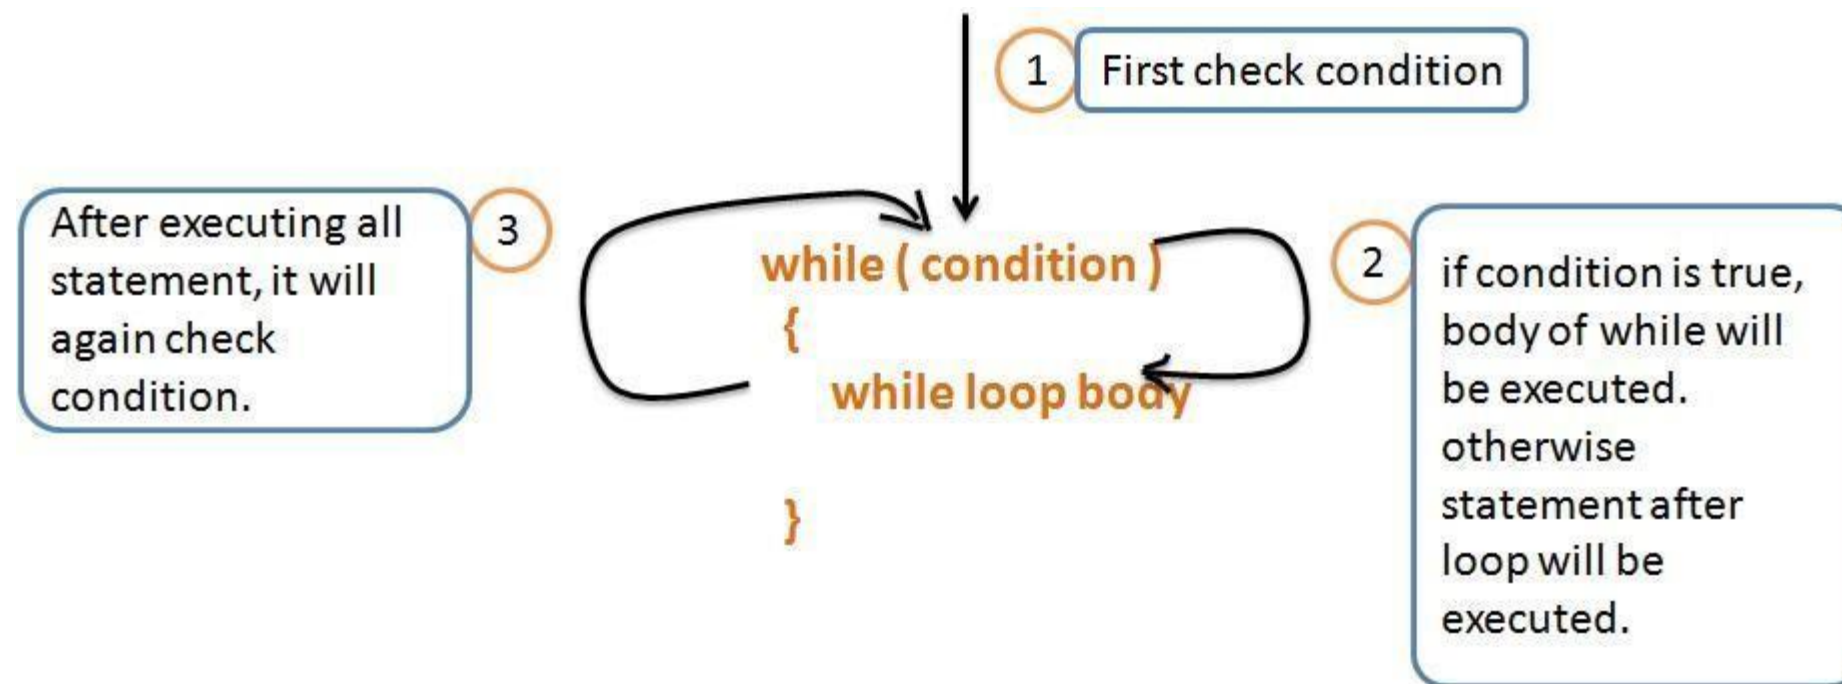 1
First check condition
After executing all
statement, it will
again check
condition.
3
while ( condition )
{
while loop body
}
2
if condition is true,
body of while will
be executed.
otherwise
statement after
loop will be
executed.